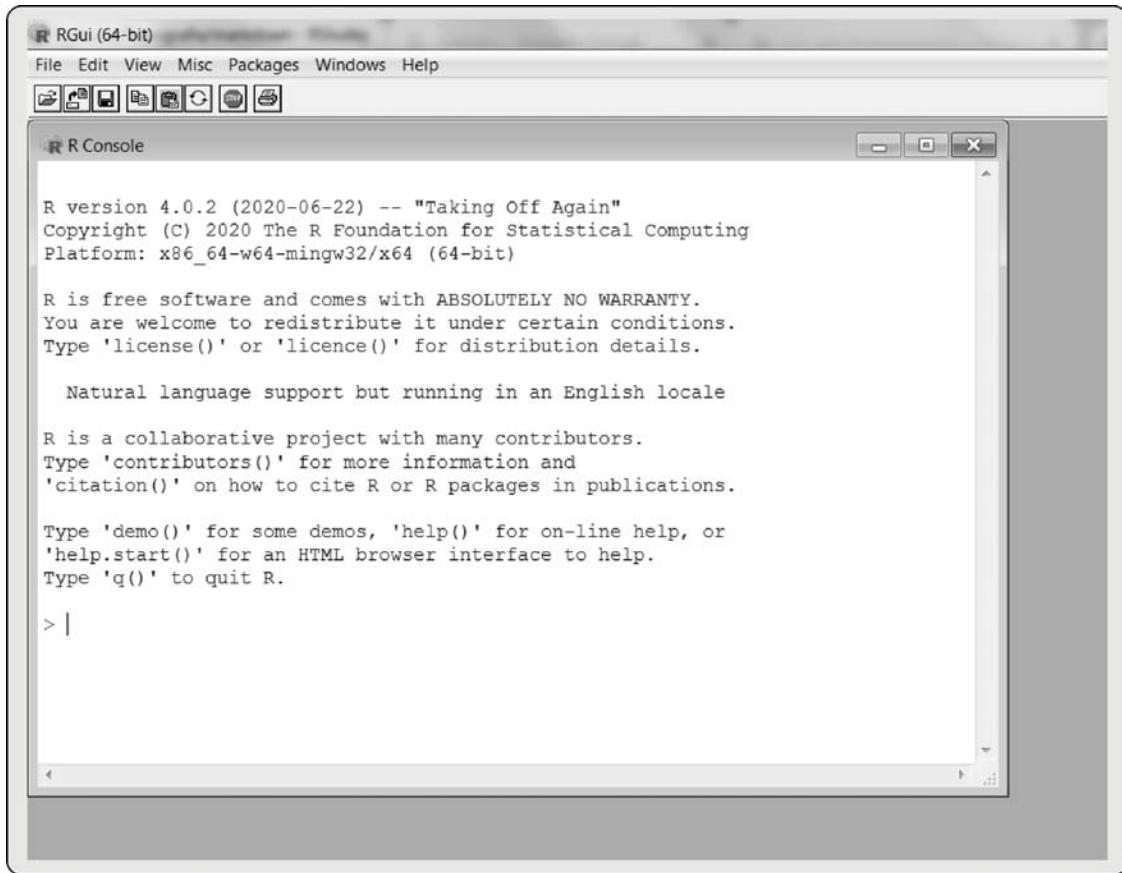 RGui (64-bit)
File Edit View Misc Packages Windows Help
STOP
R Console
R version 4.0.2 (2020-06-22) -- "Taking Off Again"
Copyright (C) 2020 The R Foundation for Statistical Computing
Platform: x86_64-w64-mingw32/x64 (64-bit)
R is free software and comes with ABSOLUTELY NO WARRANTY.
You are welcome to redistribute it under certain conditions.
Type 'license()' or 'licence()' for distribution details.
Natural language support but running in an English locale
R is a collaborative project with many contributors.
Type 'contributors()' for more information and
'citation()' on how to cite R or R packages in publications.
Type 'demo()' for some demos, 'help()' for on-line help, or
'help.start()' for an HTML browser interface to help.
Type 'q()' to quit R.
>